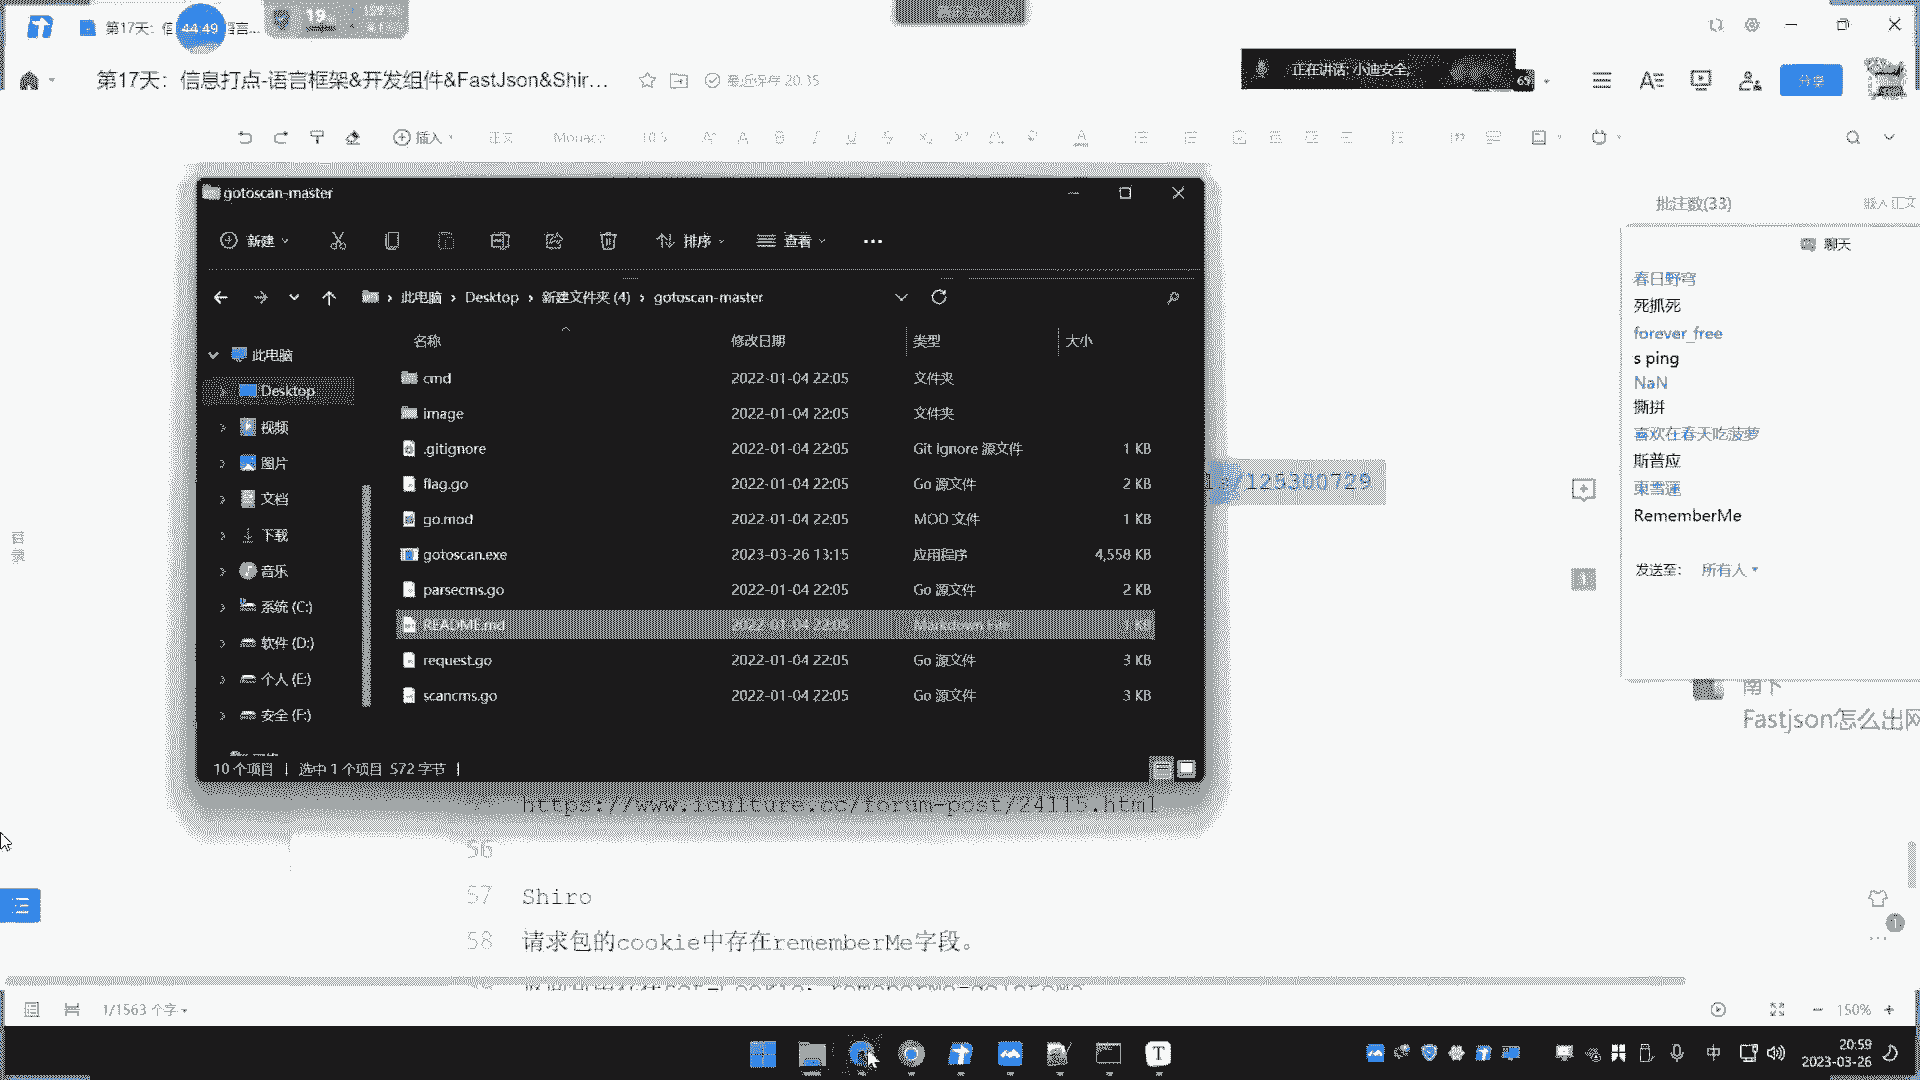 第17天：信
44:49
语言...
19
第17天：信息打点-语言框架&开发组件&FastJson&Shir...
最近保存 20:35
正在讲话: 小迪安全;
65
分享
插入
正文
Monaco
10.5
gotoscan-master
新建
排序
查看
此电脑 › Desktop › 新建文件夹 (4) › gotoscan-master
名称 修改日期 类型 大小
此电脑
Desktop
视频
图片
文档
下载
音乐
系统 (C:)
软件 (D:)
个人 (E:)
安全 (F:)
cmd 2022-01-04 22:05 文件夹
image 2022-01-04 22:05 文件夹
.gitignore 2022-01-04 22:05 Git Ignore 源文件 1 KB
flag.go 2022-01-04 22:05 Go 源文件 2 KB
go.mod 2022-01-04 22:05 MOD 文件 1 KB
gotoscan.exe 2023-03-26 13:15 应用程序 4,558 KB
parsecms.go 2022-01-04 22:05 Go 源文件 2 KB
README.md 2022-01-04 22:05 Markdown File 1 KB
request.go 2022-01-04 22:05 Go 源文件 3 KB
scancms.go 2022-01-04 22:05 Go 源文件 3 KB
10 个项目 | 选中 1 个项目 572 字节 |
/125300729
https://www.iculture.cc/forum-post/24115.html
56
57 Shiro
58 请求包的cookie中存在rememberMe字段。
目录
批注数(33)
嵌入正文
聊天
春日野穹
死抓死
forever_free
s ping
NaN
撕拼
喜欢在春天吃菠萝
斯普应
東雪蓮
RememberMe
发送至： 所有人
南下
Fastjson怎么出网
1/1563 个字
150%
中
20:59
2023-03-26